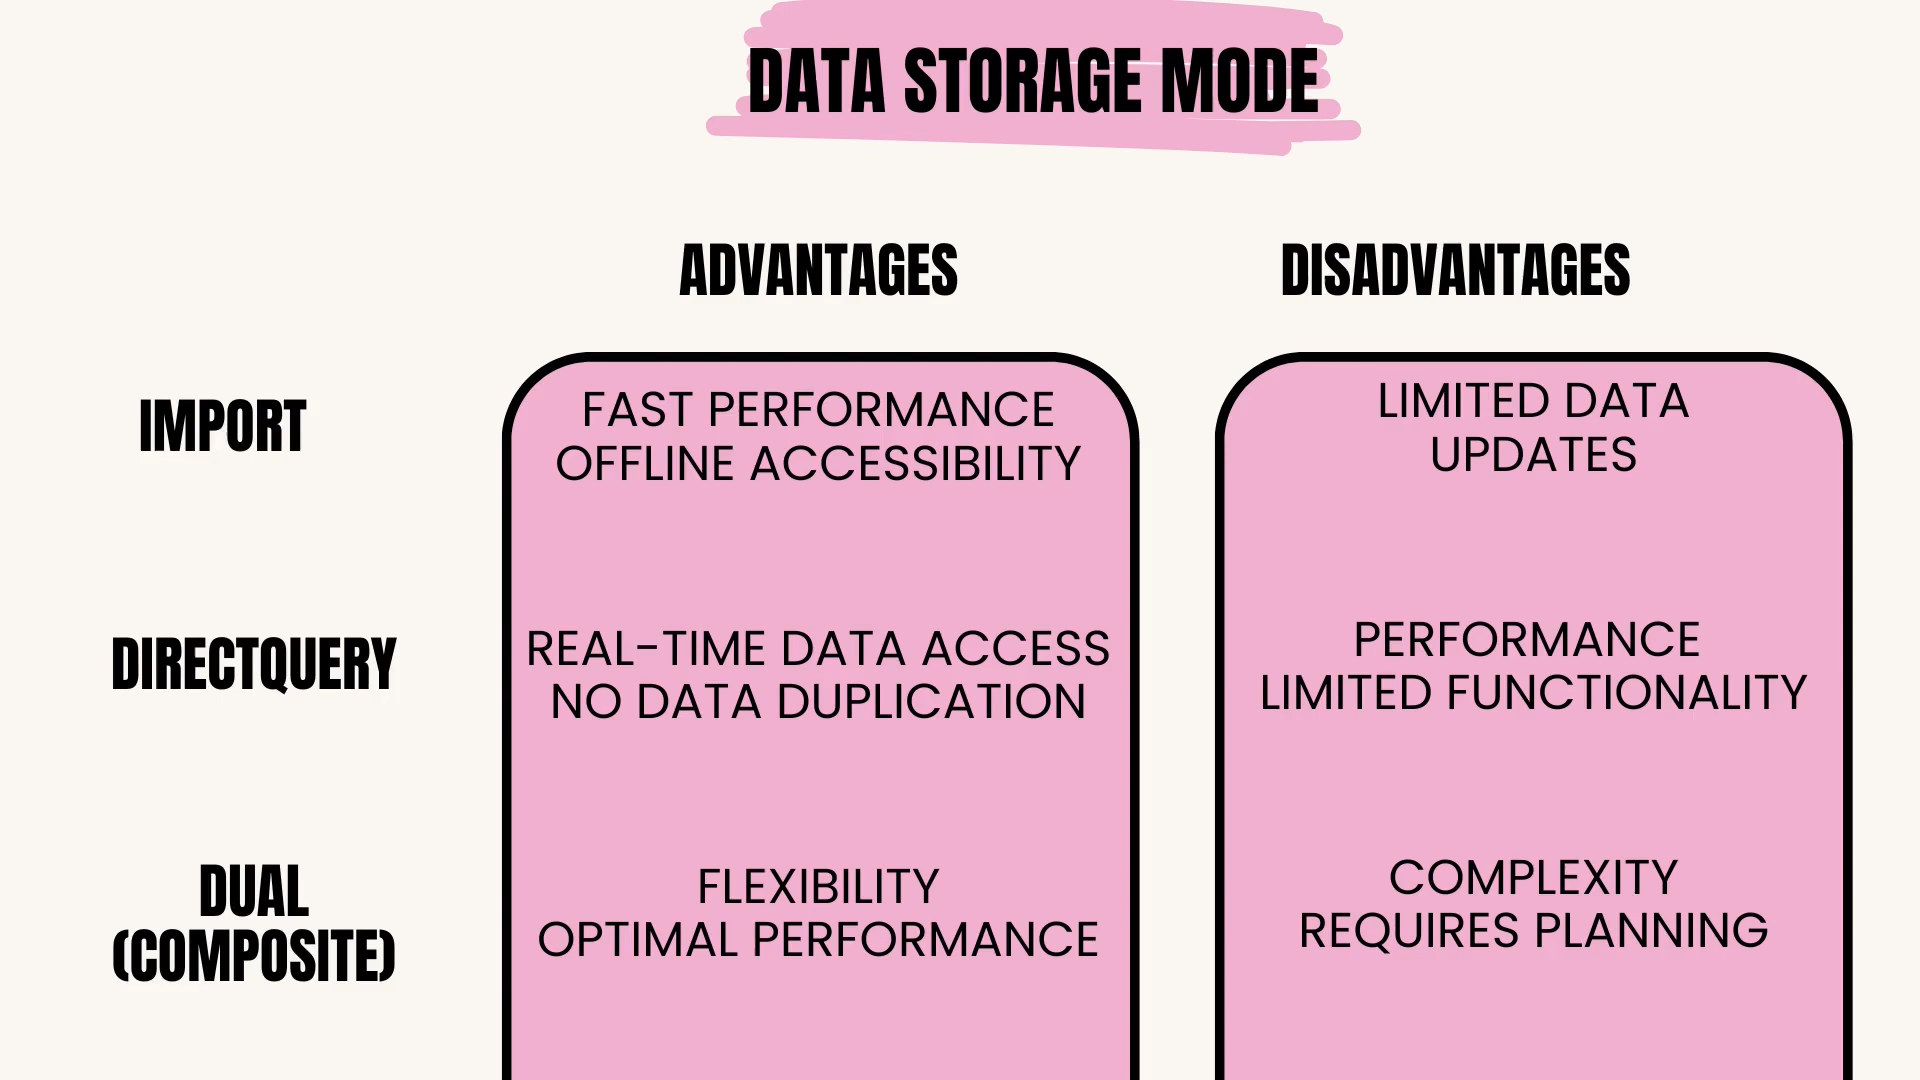 DATA STORAGE MODE
ADVANTAGES
DISADVANTAGES
IMPORT
FAST PERFORMANCE
OFFLINE ACCESSIBILITY
LIMITED DATA
UPDATES
DIRECTQUERY
REAL-TIME DATA ACCESS
NO DATA DUPLICATION
PERFORMANCE
LIMITED FUNCTIONALITY
DUAL
(COMPOSITE)
FLEXIBILITY
OPTIMAL PERFORMANCE
COMPLEXITY
REQUIRES PLANNING